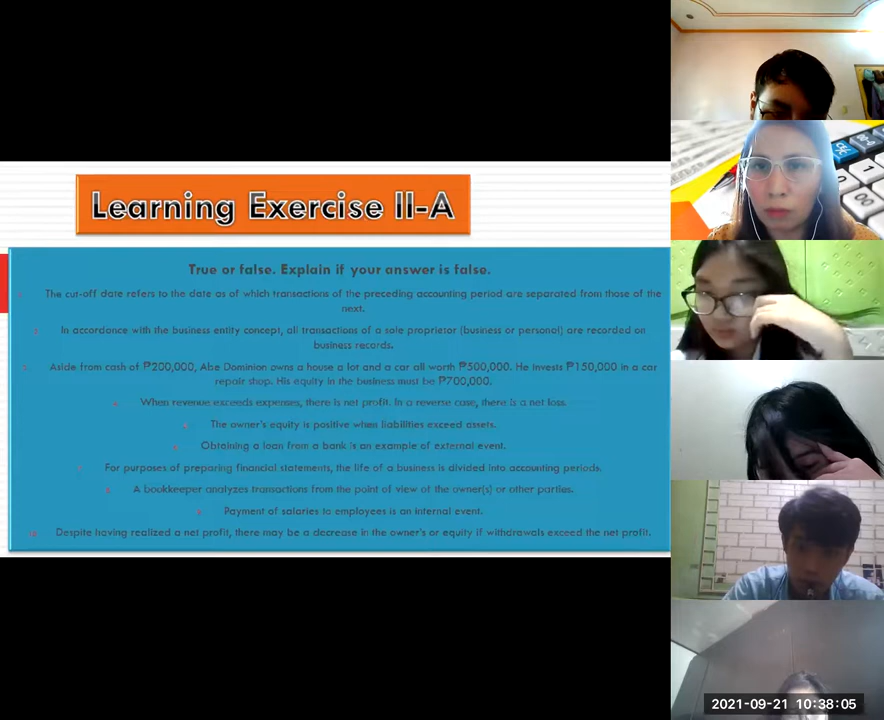 Learning Exercise II-A
True or false. Explain if your answer is false.
The cut-off date refers to the date as of which transactions of the preceding accounting period are separated from those of the
next.
In accordance with the business entity concept, all transactions of a sole proprietor (business or personal) are recorded on
business records.
Aside from cash of ₱200,000, Abe Dominion owns a house a lot and a car all worth ₱500,000. He invests ₱150,000 in a car
repair shop. His equity in the business must be ₱700,000.
When revenue exceeds expenses, there is net profit. In a reverse case, there is a net loss.
The owner's equity is positive when liabilities exceed assets.
Obtaining a loan from a bank is an example of external event.
For purposes of preparing financial statements, the life of a business is divided into accounting periods.
A bookkeeper analyzes transactions from the point of view of the owner(s) or other parties.
Payment of salaries to employees is an internal event.
10. Despite having realized a net profit, there may be a decrease in the owner's or equity if withdrawals exceed the net profit.
2021-09-21 10:38:05